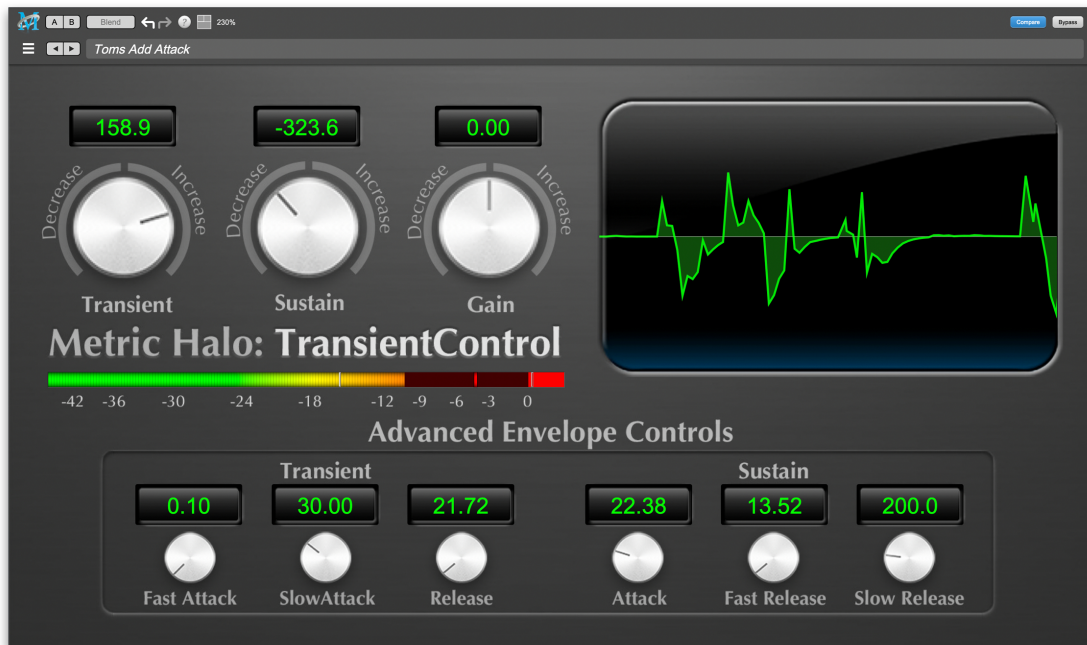 A B Blend ? 230% Compare Bypass
Toms Add Attack
158.9 -323.6 0.00
Decrease Increase Decrease Increase Decrease Increase
Transient Sustain Gain
Metric Halo: TransientControl
-42 -36 -30 -24 -18 -12 -9 -6 -3 0
Advanced Envelope Controls
Transient Sustain
0.10 30.00 21.72 22.38 13.52 200.0
Fast Attack SlowAttack Release Attack Fast Release Slow Release